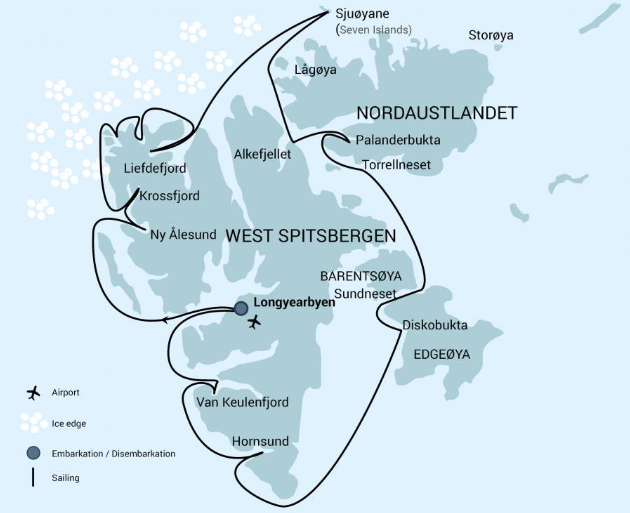 Sjuøyane
(Seven Islands)
Storøya
Lågøya
NORDAUSTLANDET
Palanderbukta
Alkefjellet
Torrellneset
Liefdefjord
Krossfjord
Ny Ålesund
WEST SPITSBERGEN
BARENTSØYA
Sundneset
Longyearbyen
Diskobukta
EDGEØYA
Van Keulenfjord
Hornsund
Airport
Ice edge
Embarkation / Disembarkation
Sailing